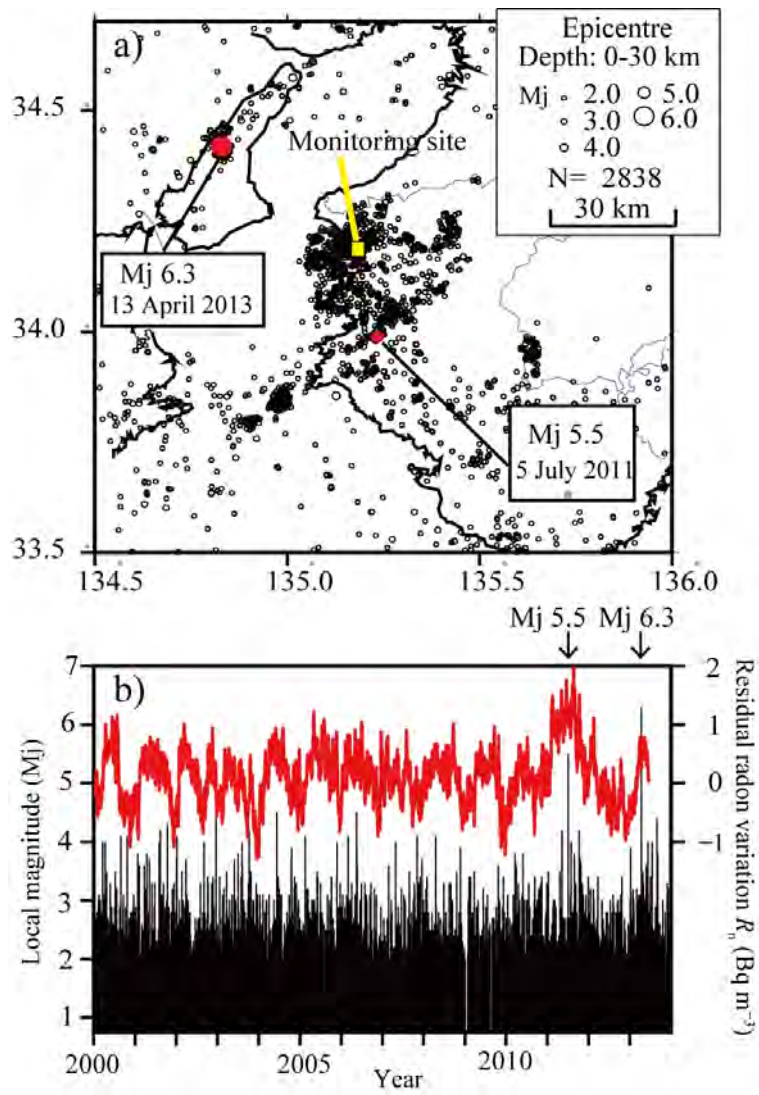 a)
Epicentre
Depth: 0-30 km
Mj
2.0
5.0
3.0
6.0
4.0
N= 2838
30 km
34.5
Monitoring site
Mj 6.3
13 April 2013
34.0
Mj 5.5
5 July 2011
33.5
134.5
135.0
135.5
136.0
Mj 5.5
Mj 6.3
b)
7
6
5
4
3
2
1
Local magnitude (Mj)
2
1
0
−1
Residual radon variation Rn (Bq m⁻³)
2000
2005
2010
Year